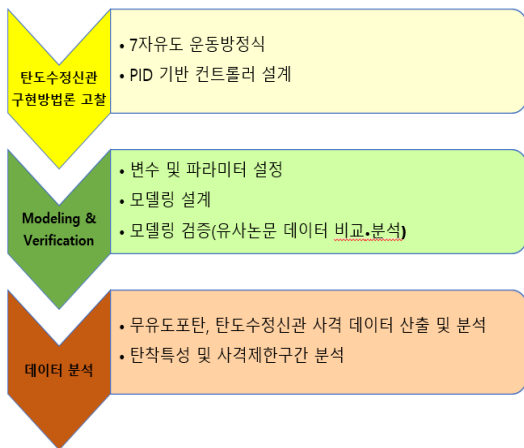 탄도수정신관
구현방법론 고찰
• 7자유도 운동방정식
• PID 기반 컨트롤러 설계
Modeling &
Verification
• 변수 및 파라미터 설정
• 모델링 설계
• 모델링 검증(유사논문 데이터 비교•분석)
데이터 분석
• 무유도포탄, 탄도수정신관 사격 데이터 산출 및 분석
• 탄착특성 및 사격제한구간 분석